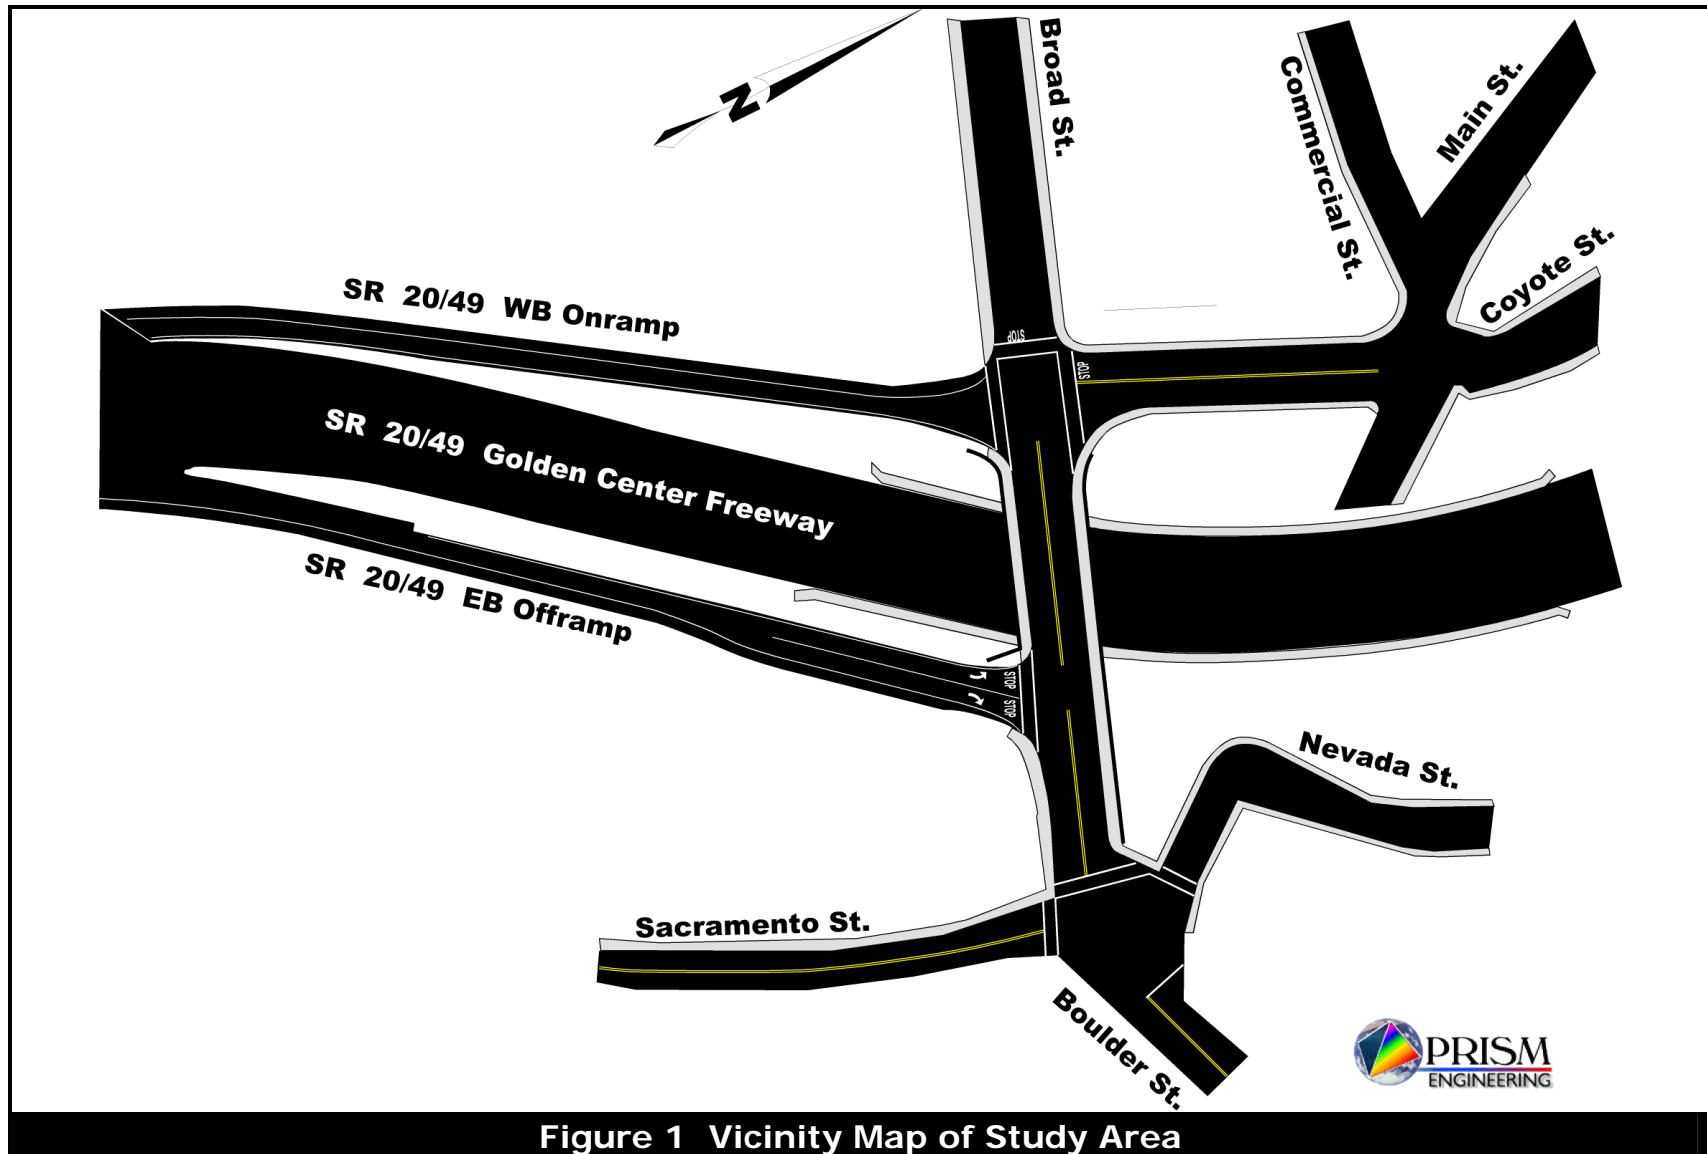 Broad St.
Commercial St.
Main St.
Coyote St.
N
SR 20/49 WB Onramp
STOP
STOP
SR 20/49 Golden Center Freeway
SR 20/49 EB Offramp
STOP
STOP
Nevada St.
Sacramento St.
Boulder St.
PRISM
ENGINEERING
Figure 1 Vicinity Map of Study Area